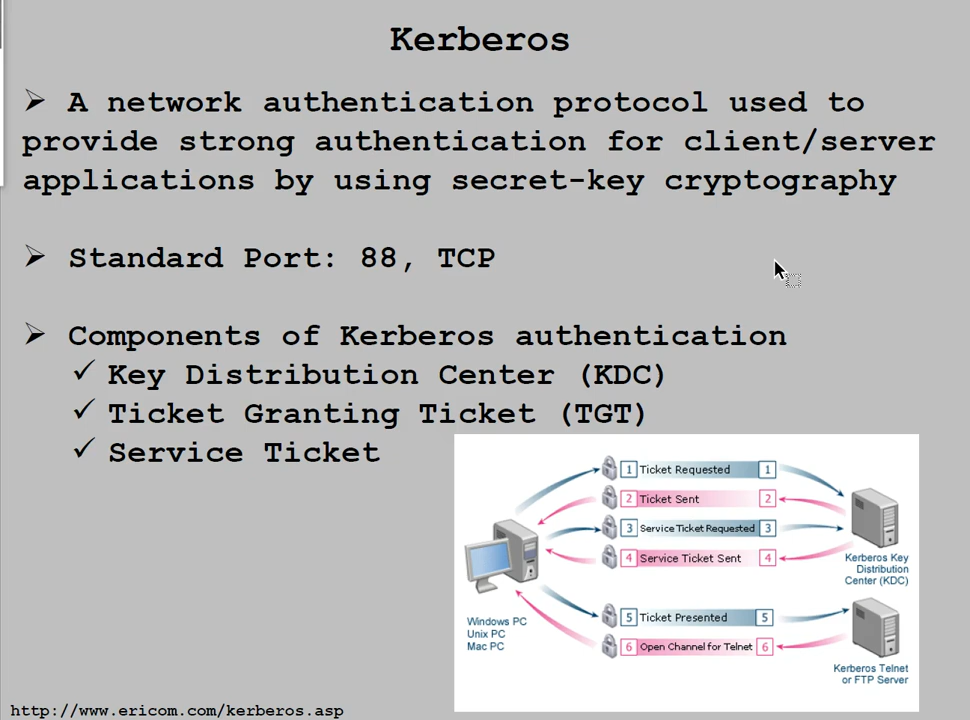 Kerberos
➢ A network authentication protocol used to
provide strong authentication for client/server
applications by using secret-key cryptography
➢ Standard Port: 88, TCP
➢ Components of Kerberos authentication
✓ Key Distribution Center (KDC)
✓ Ticket Granting Ticket (TGT)
✓ Service Ticket
1 Ticket Requested 1
2 Ticket Sent 2
3 Service Ticket Requested 3
4 Service Ticket Sent 4
Kerberos Key
Distribution
Center (KDC)
5 Ticket Presented 5
6 Open Channel for Telnet 6
Windows PC
Unix PC
Mac PC
Kerberos Telnet
or FTP Server
http://www.ericom.com/kerberos.asp